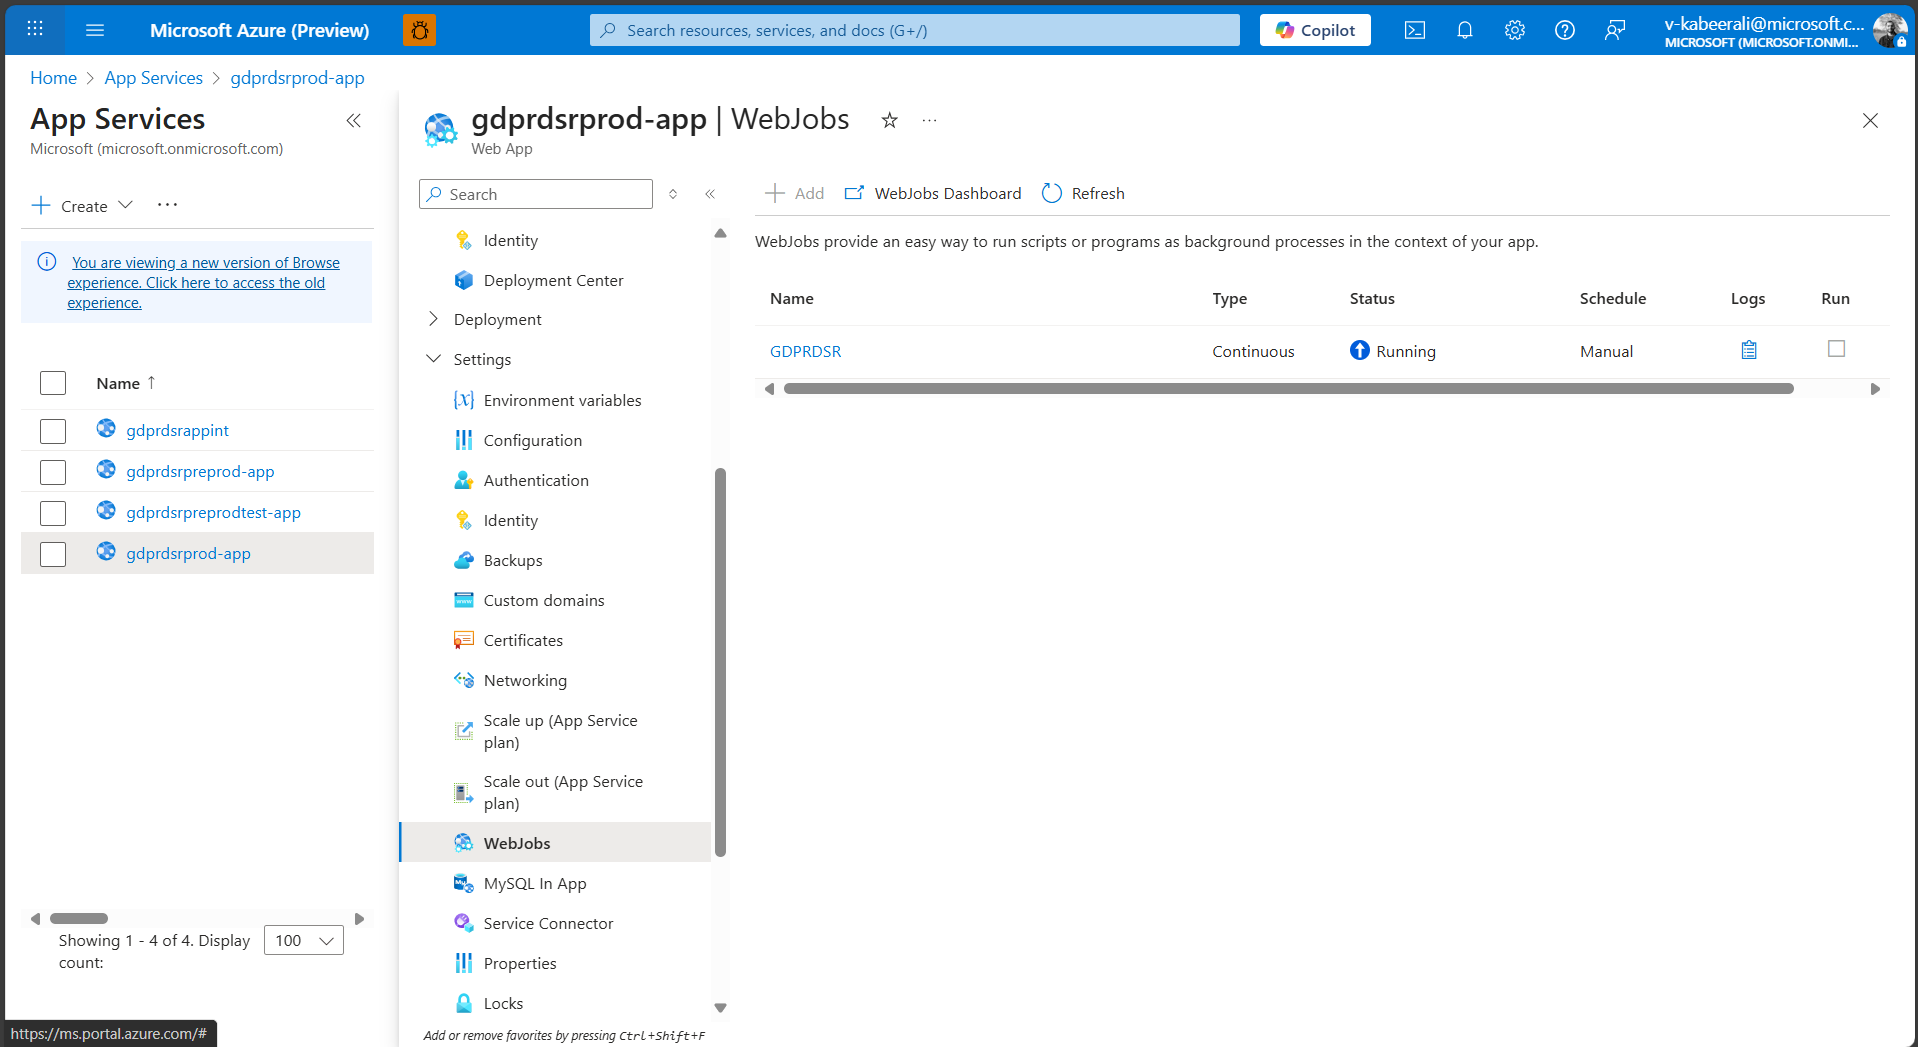 Microsoft Azure (Preview)
Search resources, services, and docs (G+/)
Copilot
v-kabeerali@microsoft.c...
MICROSOFT (MICROSOFT.ONMI...
Home > App Services > gdprdsrprod-app
App Services
Microsoft (microsoft.onmicrosoft.com)
Create
You are viewing a new version of Browse
experience. Click here to access the old
experience.
Name ↑
gdprdsrappint
gdprdsrpreprod-app
gdprdsrpreprodtest-app
gdprdsrprod-app
Showing 1 - 4 of 4. Display
count:
100
https://ms.portal.azure.com/#
gdprdsrprod-app | WebJobs
Web App
Search
Identity
Deployment Center
Deployment
Settings
Environment variables
Configuration
Authentication
Identity
Backups
Custom domains
Certificates
Networking
Scale up (App Service
plan)
Scale out (App Service
plan)
WebJobs
MySQL In App
Service Connector
Properties
Locks
Add or remove favorites by pressing Ctrl+Shift+F
Add
WebJobs Dashboard
Refresh
WebJobs provide an easy way to run scripts or programs as background processes in the context of your app.
Name Type Status Schedule Logs Run
GDPRDSR Continuous Running Manual